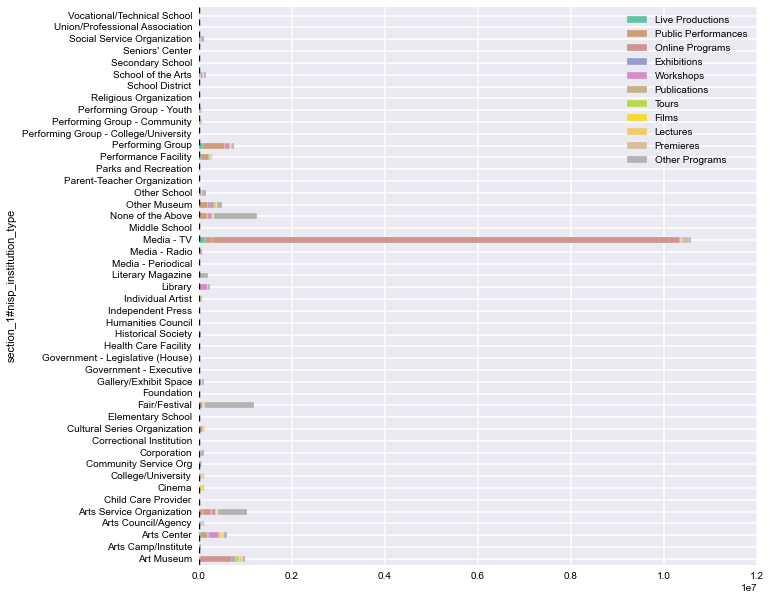 Vocational/Technical School
Union/Professional Association
Social Service Organization
Seniors' Center
Secondary School
School of the Arts
School District
Religious Organization
Performing Group - Youth
Performing Group - Community
Performing Group - College/University
Performing Group
Performance Facility
Parks and Recreation
Parent-Teacher Organization
Other School
Other Museum
None of the Above
Middle School
Media - TV
Media - Radio
Media - Periodical
Literary Magazine
Library
Individual Artist
Independent Press
Humanities Council
Historical Society
Health Care Facility
Government - Legislative (House)
Government - Executive
Gallery/Exhibit Space
Foundation
Fair/Festival
Elementary School
Cultural Series Organization
Correctional Institution
Corporation
Community Service Org
College/University
Cinema
Child Care Provider
Arts Service Organization
Arts Council/Agency
Arts Center
Arts Camp/Institute
Art Museum
section_1#nisp_institution_type
Live Productions
Public Performances
Online Programs
Exhibitions
Workshops
Publications
Tours
Films
Lectures
Premieres
Other Programs
0.0 0.2 0.4 0.6 0.8 1.0 1.2
1e7